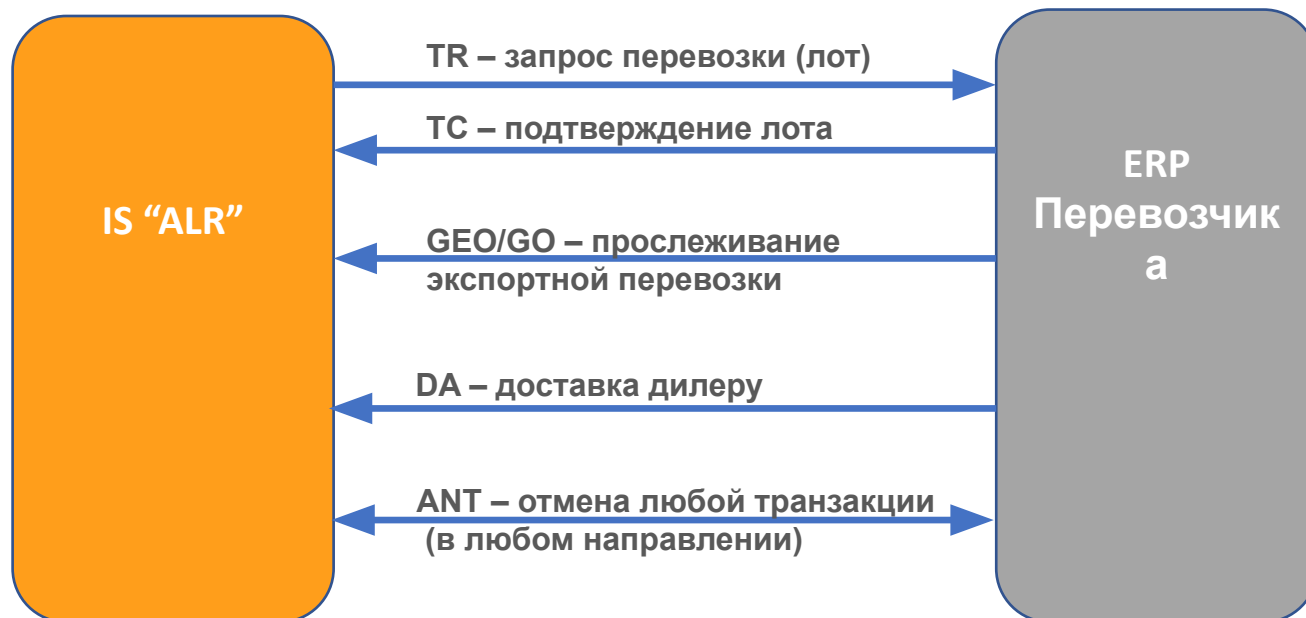 TR – запрос перевозки (лот)
TC – подтверждение лота
IS “ALR”
ERP
Перевозчик
а
GEO/GO – прослеживание
экспортной перевозки
DA – доставка дилеру
ANT – отмена любой транзакции
(в любом направлении)